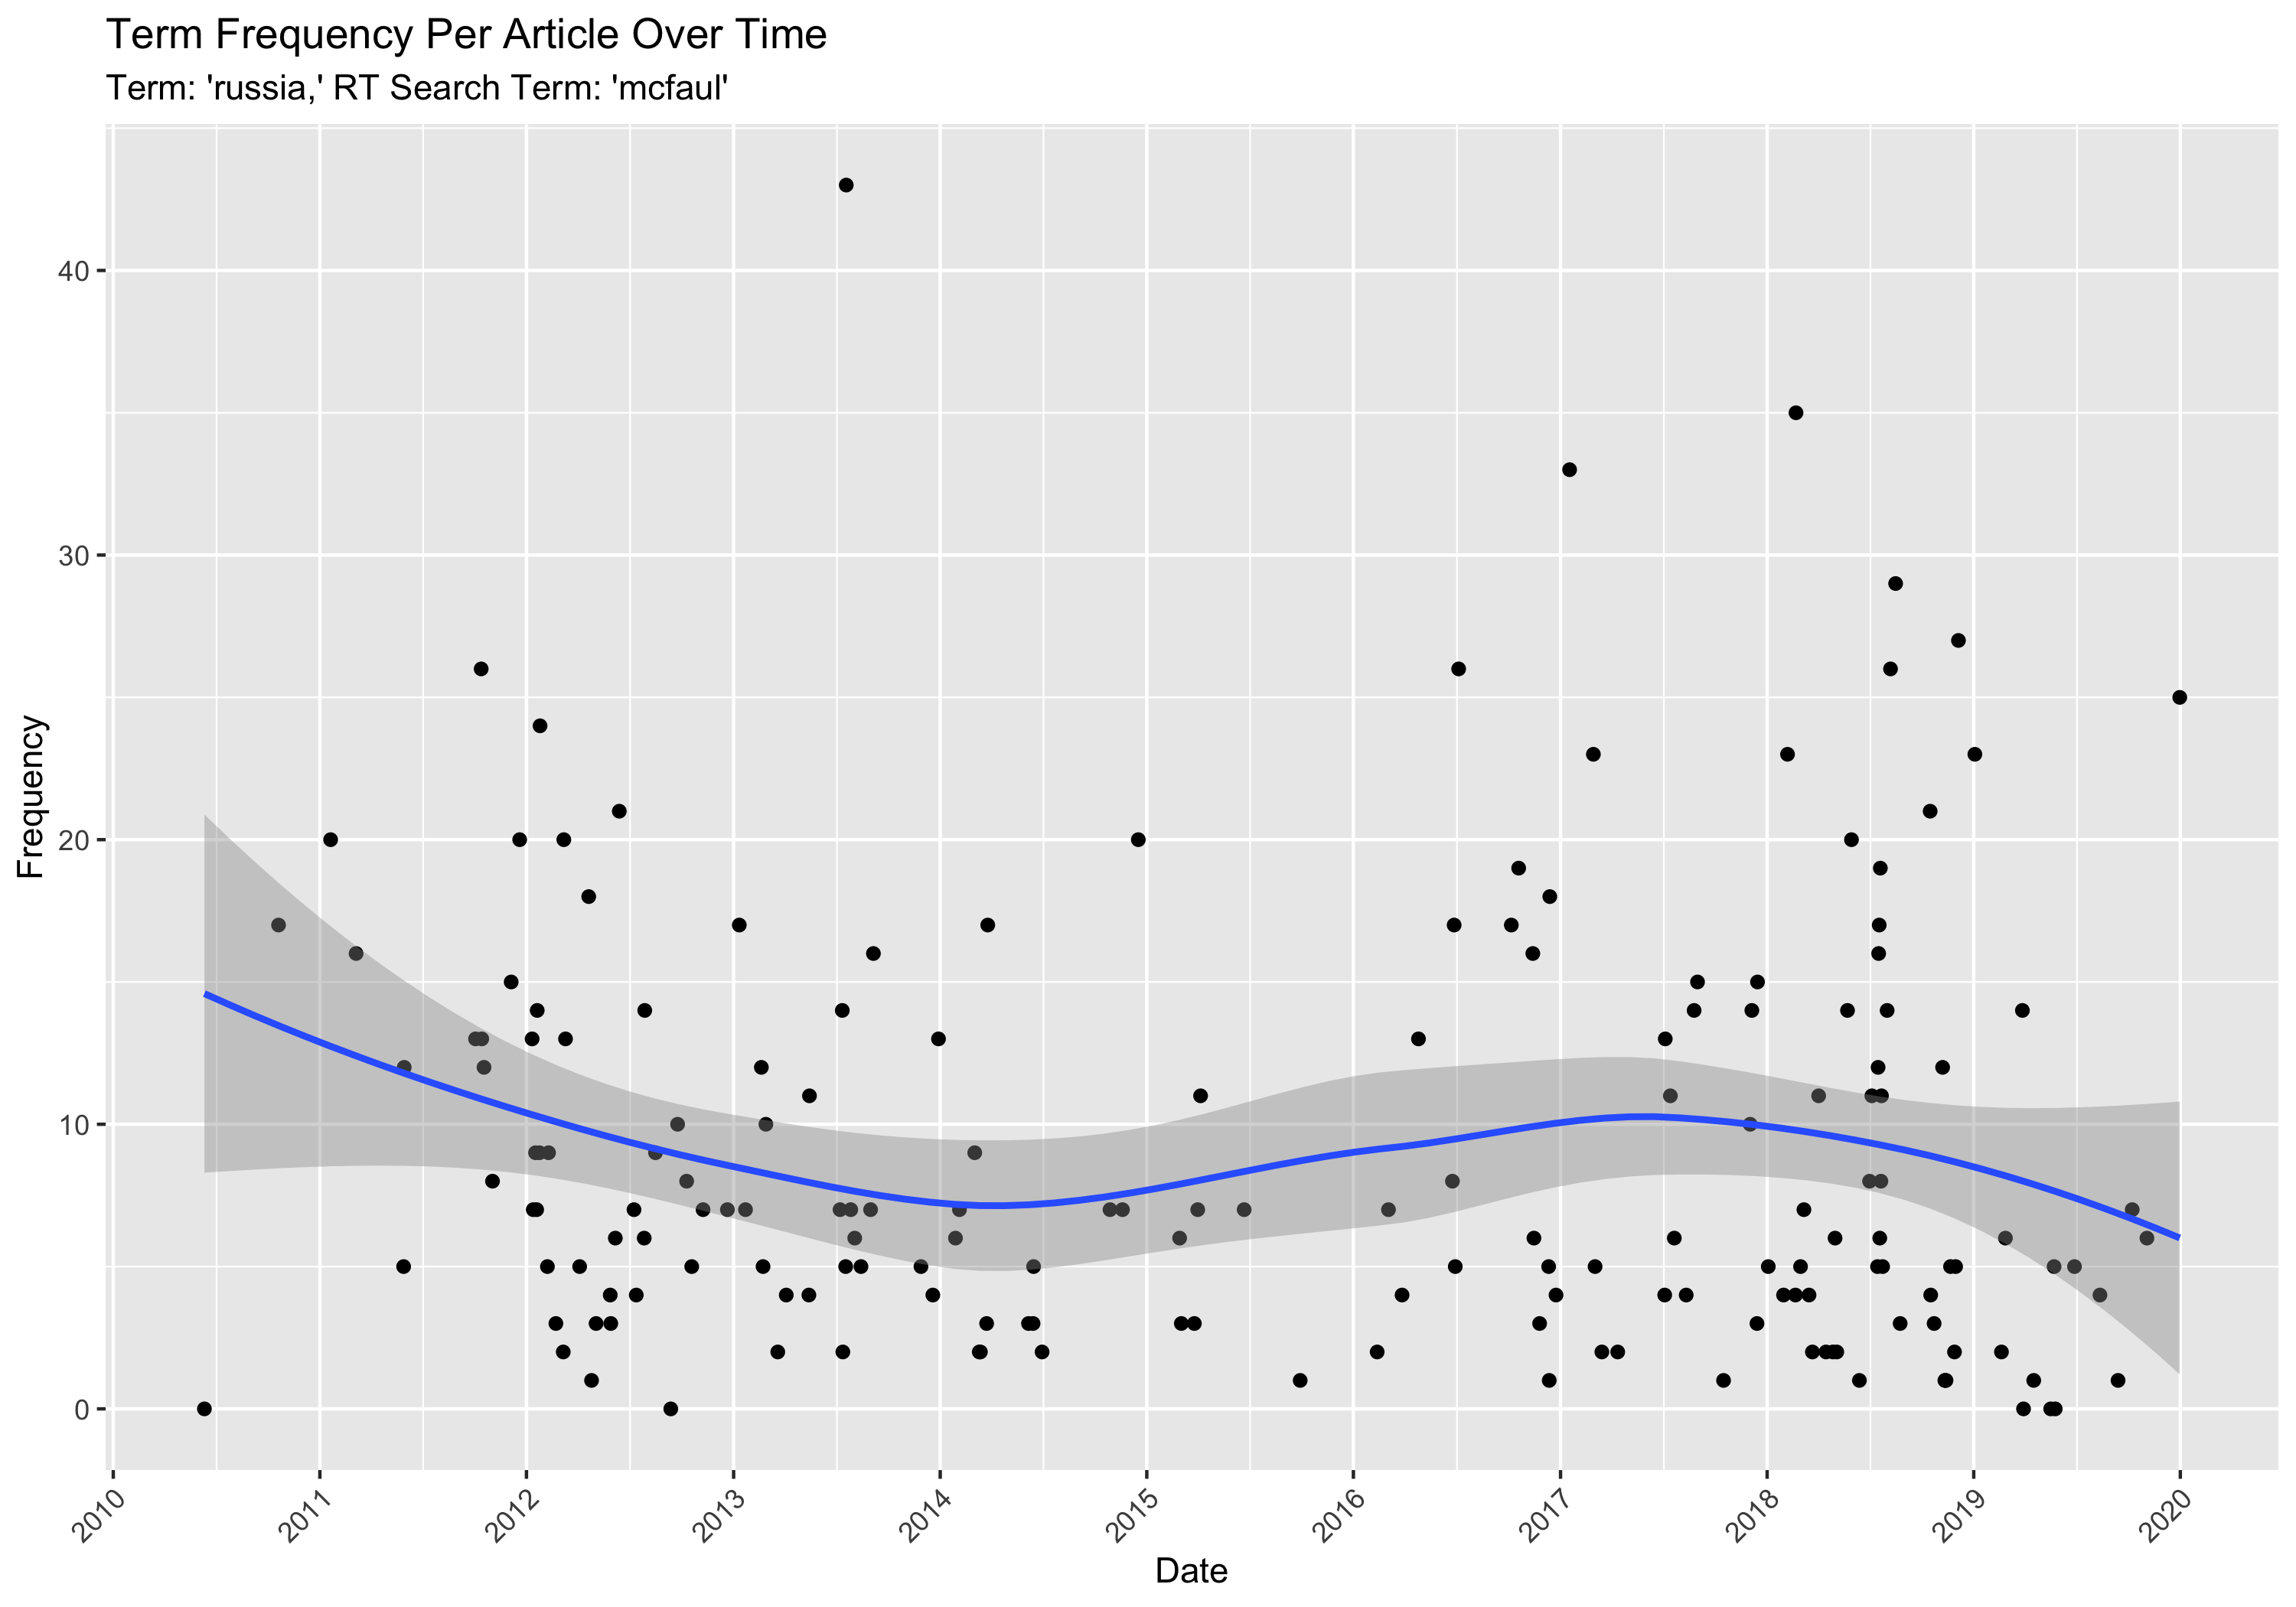 Term Frequency Per Article Over Time
Term: 'russia,' RT Search Term: 'mcfaul'
Frequency
40
30
20
10
0
2010 2011 2012 2013 2014 2015 2016 2017 2018 2019 2020
Date